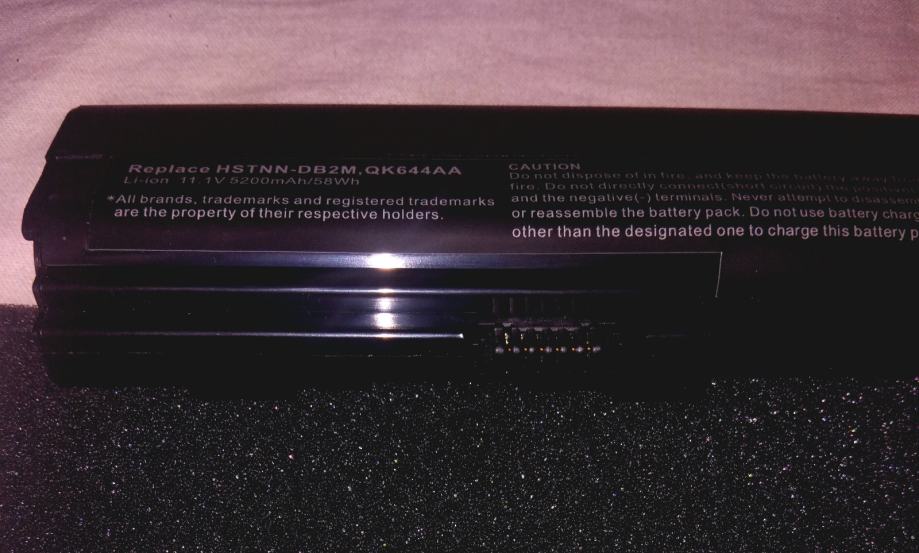 Replace HSTNN-DB2M,QK644AA
Li-ion 11.1V 5200mAh/58Wh
*All brands, trademarks and registered trademarks
are the property of their respective holders.
CAUTION
Do not dispose of in fire, and keep the battery away
fire. Do not directly connect(short circuit) the positive
and the negative(-) terminals. Never attempt to
or reassemble the battery pack. Do not use battery
other than the designated one to charge this battery